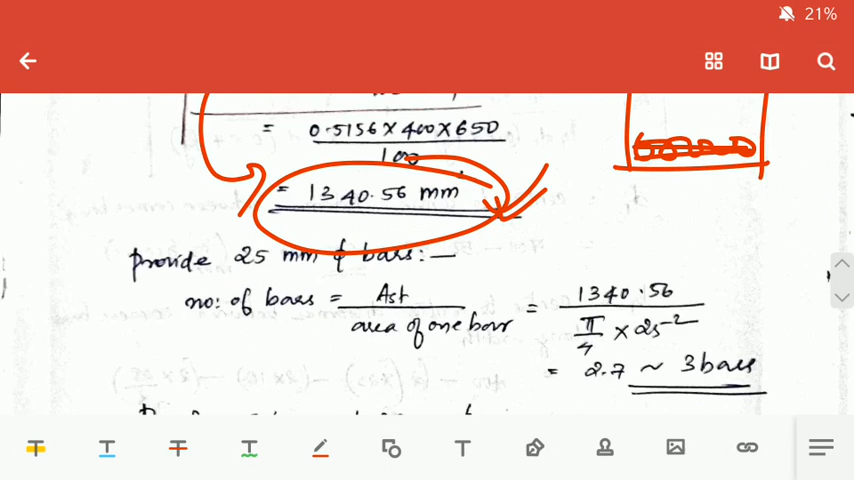 21%
= 0.5156 × 400 × 650
100
= 1340.56 mm
provide 25 mm ϕ bars:—
no: of bars = Ast / area of one bar = 1340.56 / π/4 × 25²
= 2.7 ~ 3 bars